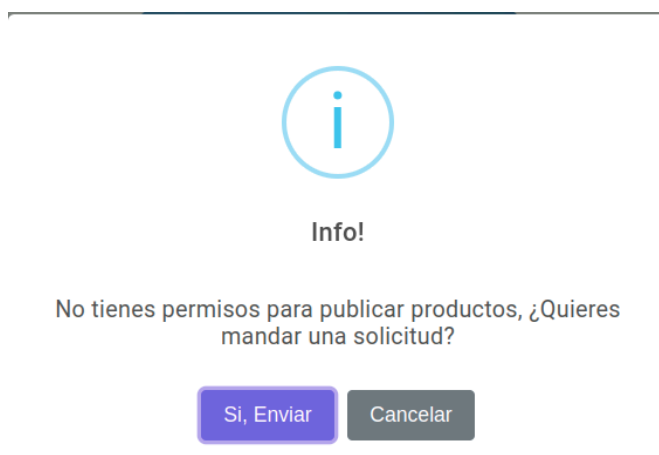 i
Info!
No tienes permisos para publicar productos, ¿Quieres
mandar una solicitud?
Si, Enviar
Cancelar